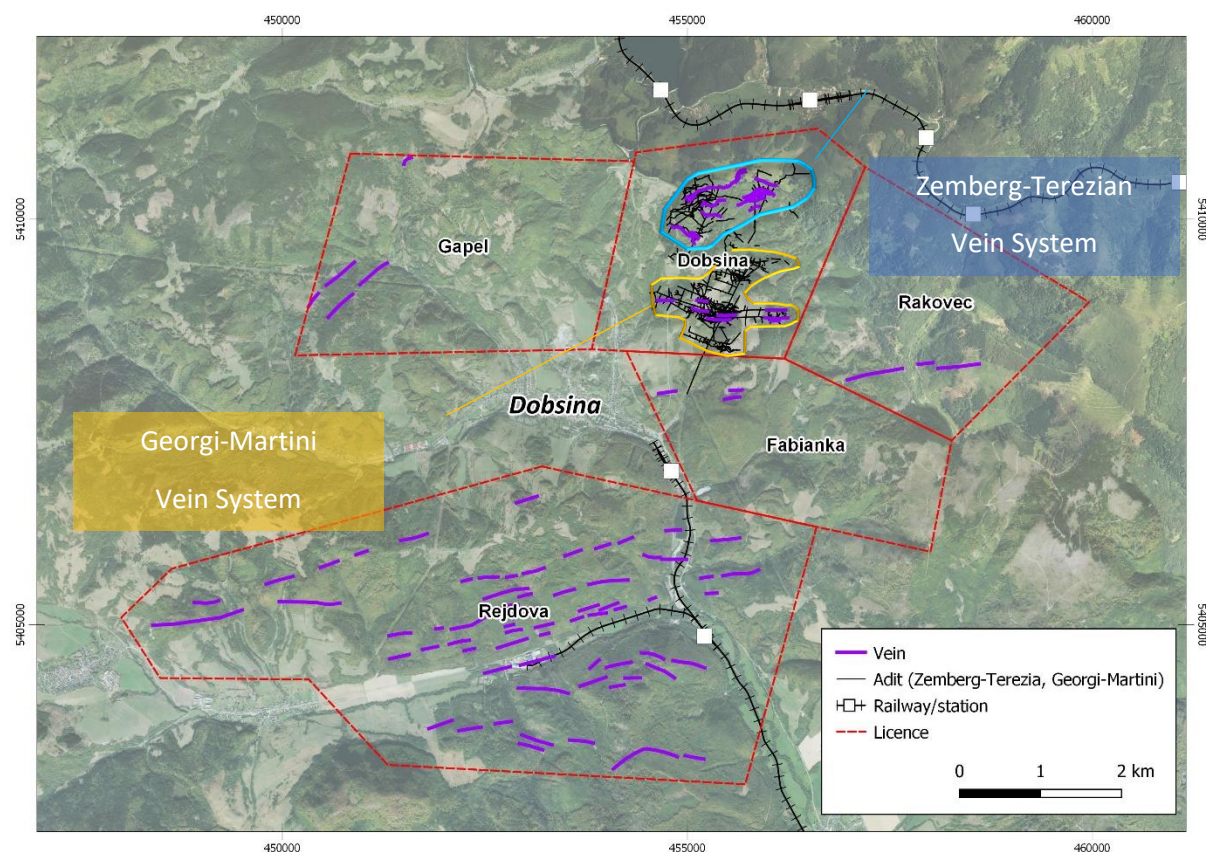 450000
455000
460000
Zemberg-Terezian
Vein System
5410000
5410000
Gapel
Dobsina
Rakovec
Dobsina
Georgi-Martini
Vein System
Fabianka
Rejdova
5405000
5405000
Vein
Adit (Zemberg-Terezia, Georgi-Martini)
Railway/station
Licence
0 1 2 km
450000
455000
460000